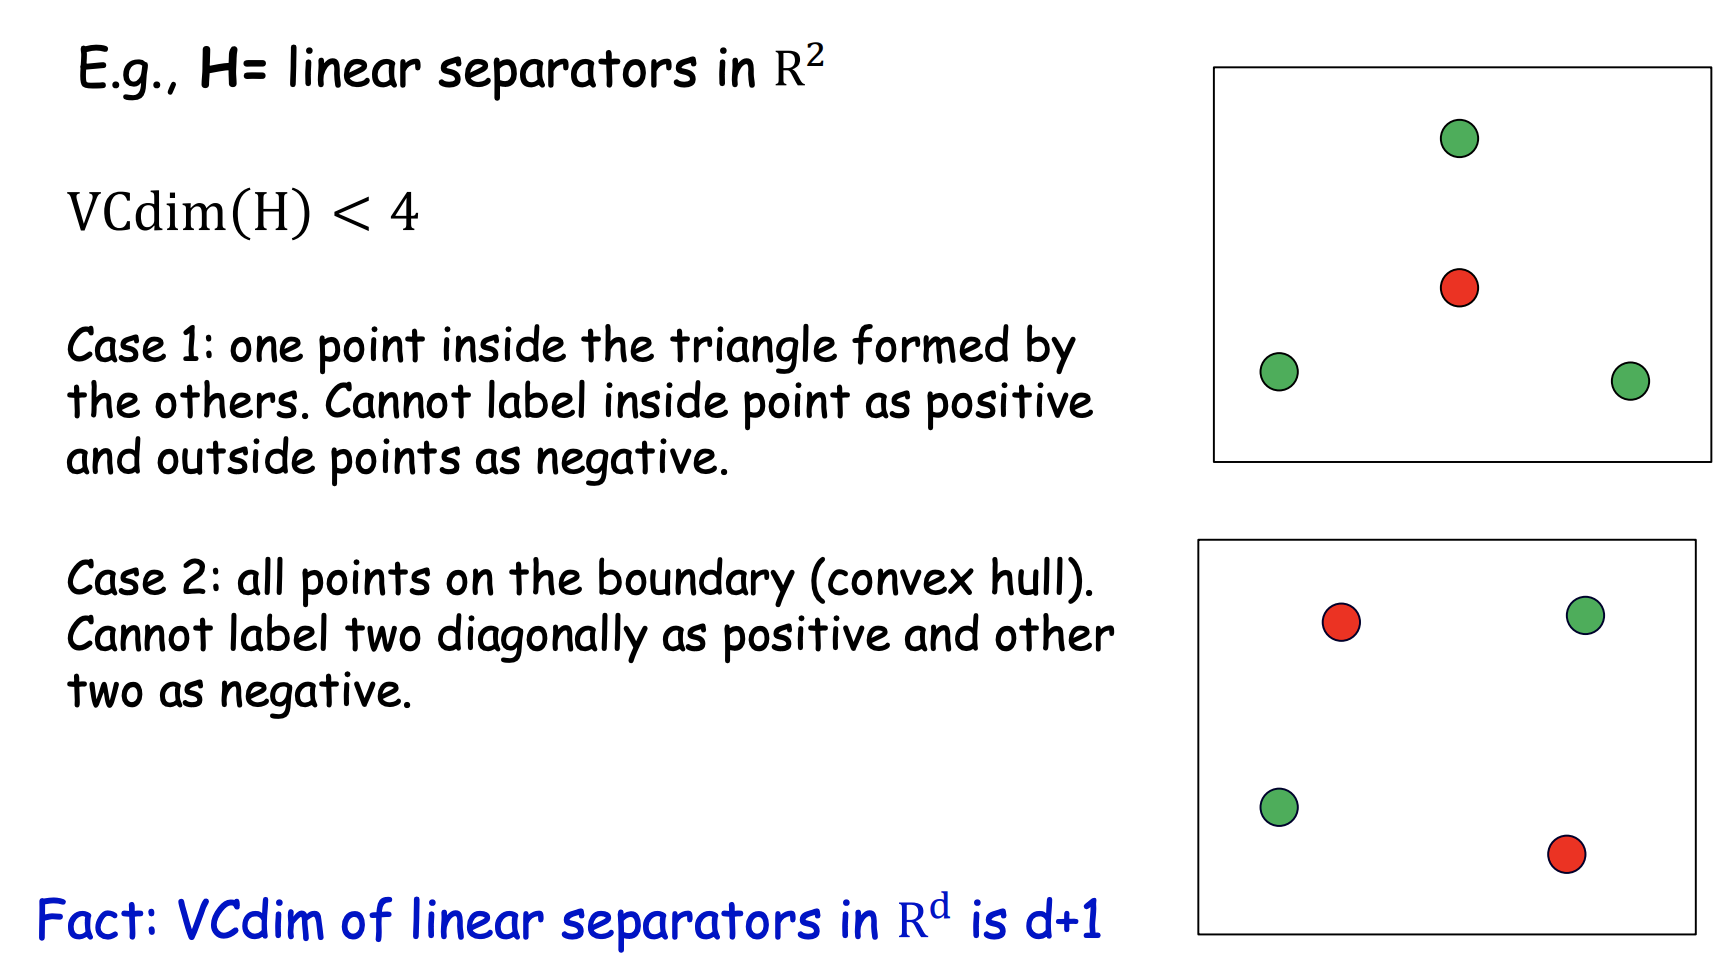 E.g., H= linear separators in R²
VCdim(H) < 4
Case 1: one point inside the triangle formed by
the others. Cannot label inside point as positive
and outside points as negative.
Case 2: all points on the boundary (convex hull).
Cannot label two diagonally as positive and other
two as negative.
Fact: VCdim of linear separators in Rᵈ is d+1